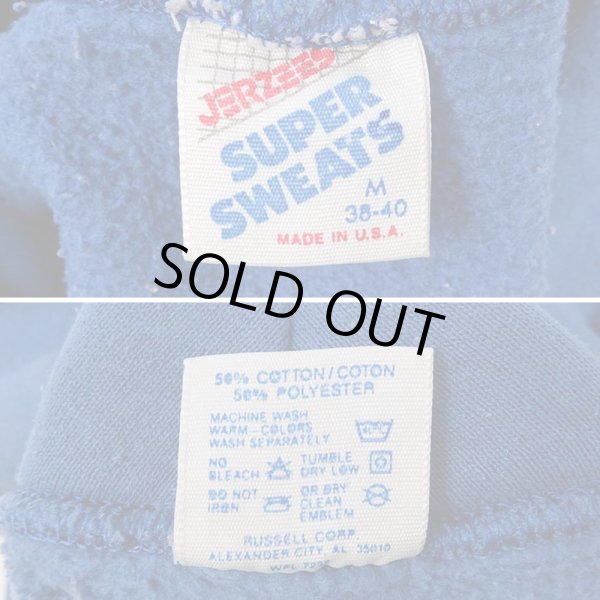 JERZEES
SUPER
SWEATS
M
38-40
MADE IN U.S.A.
SOLD OUT
50% COTTON/COTON
50% POLYESTER
MACHINE WASH
WARM-COLORS
WASH SEPARATELY
NO BLEACH
TUMBLE DRY LOW
DO NOT IRON
OR DRY CLEAN EMBLEM
RUSSELL CORP.
ALEXANDER CITY, AL 35010